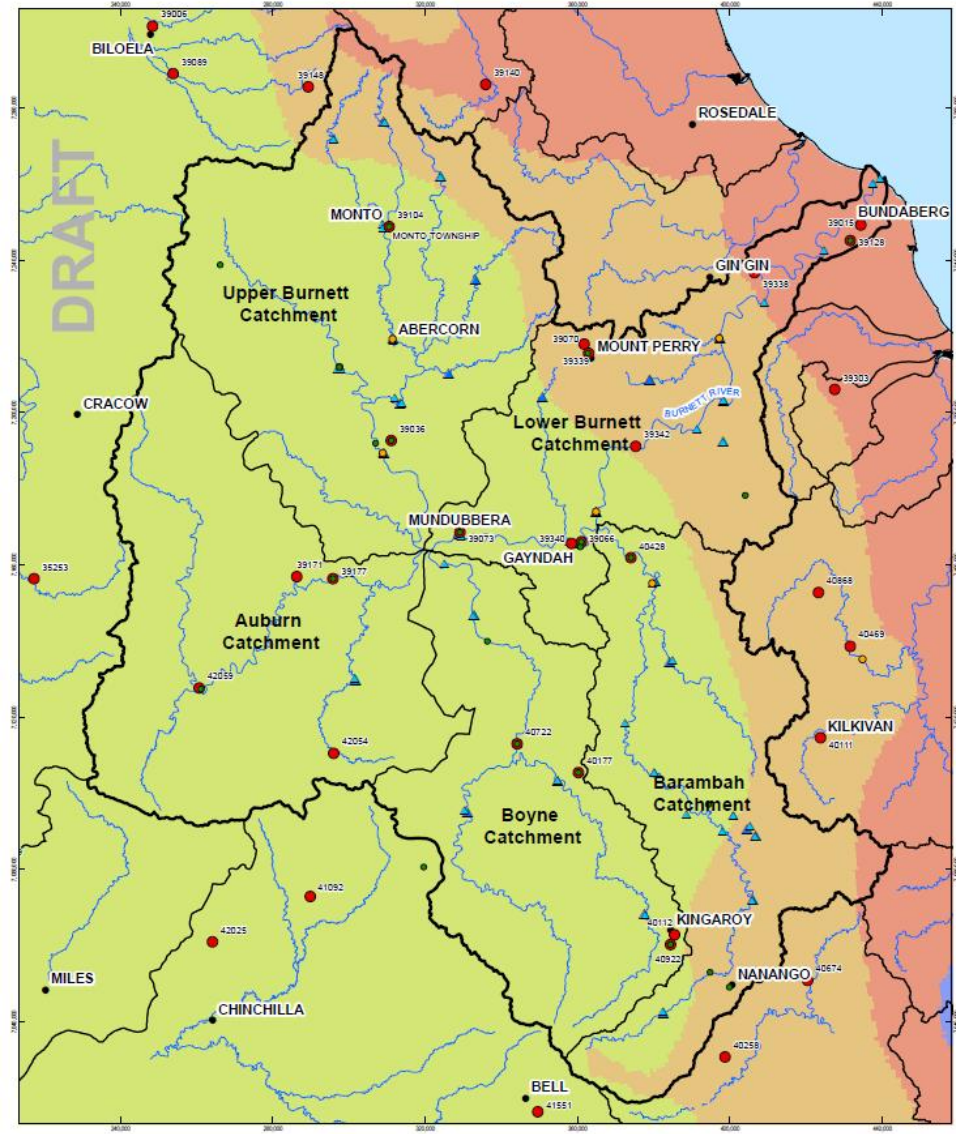 39006
BILOELA
39089
39148
39140
ROSEDALE
DRAFT
MONTO
39104
MONTO TOWNSHIP
39015
BUNDABERG
39128
GIN GIN
39338
Upper Burnett
Catchment
ABERCORN
39070
MOUNT PERRY
39339
39303
CRACOW
BURNETT RIVER
Lower Burnett
Catchment
39036
39342
MUNDUBBERA
39073
39340
39066
GAYNDAH
40428
35253
39171
39177
40868
Auburn
Catchment
40469
42059
42054
40722
40177
KILKIVAN
40111
Barambah
Catchment
Boyne
Catchment
41092
40112
KINGAROY
40922
42025
MILES
CHINCHILLA
NANANGO
40674
40258
BELL
41551